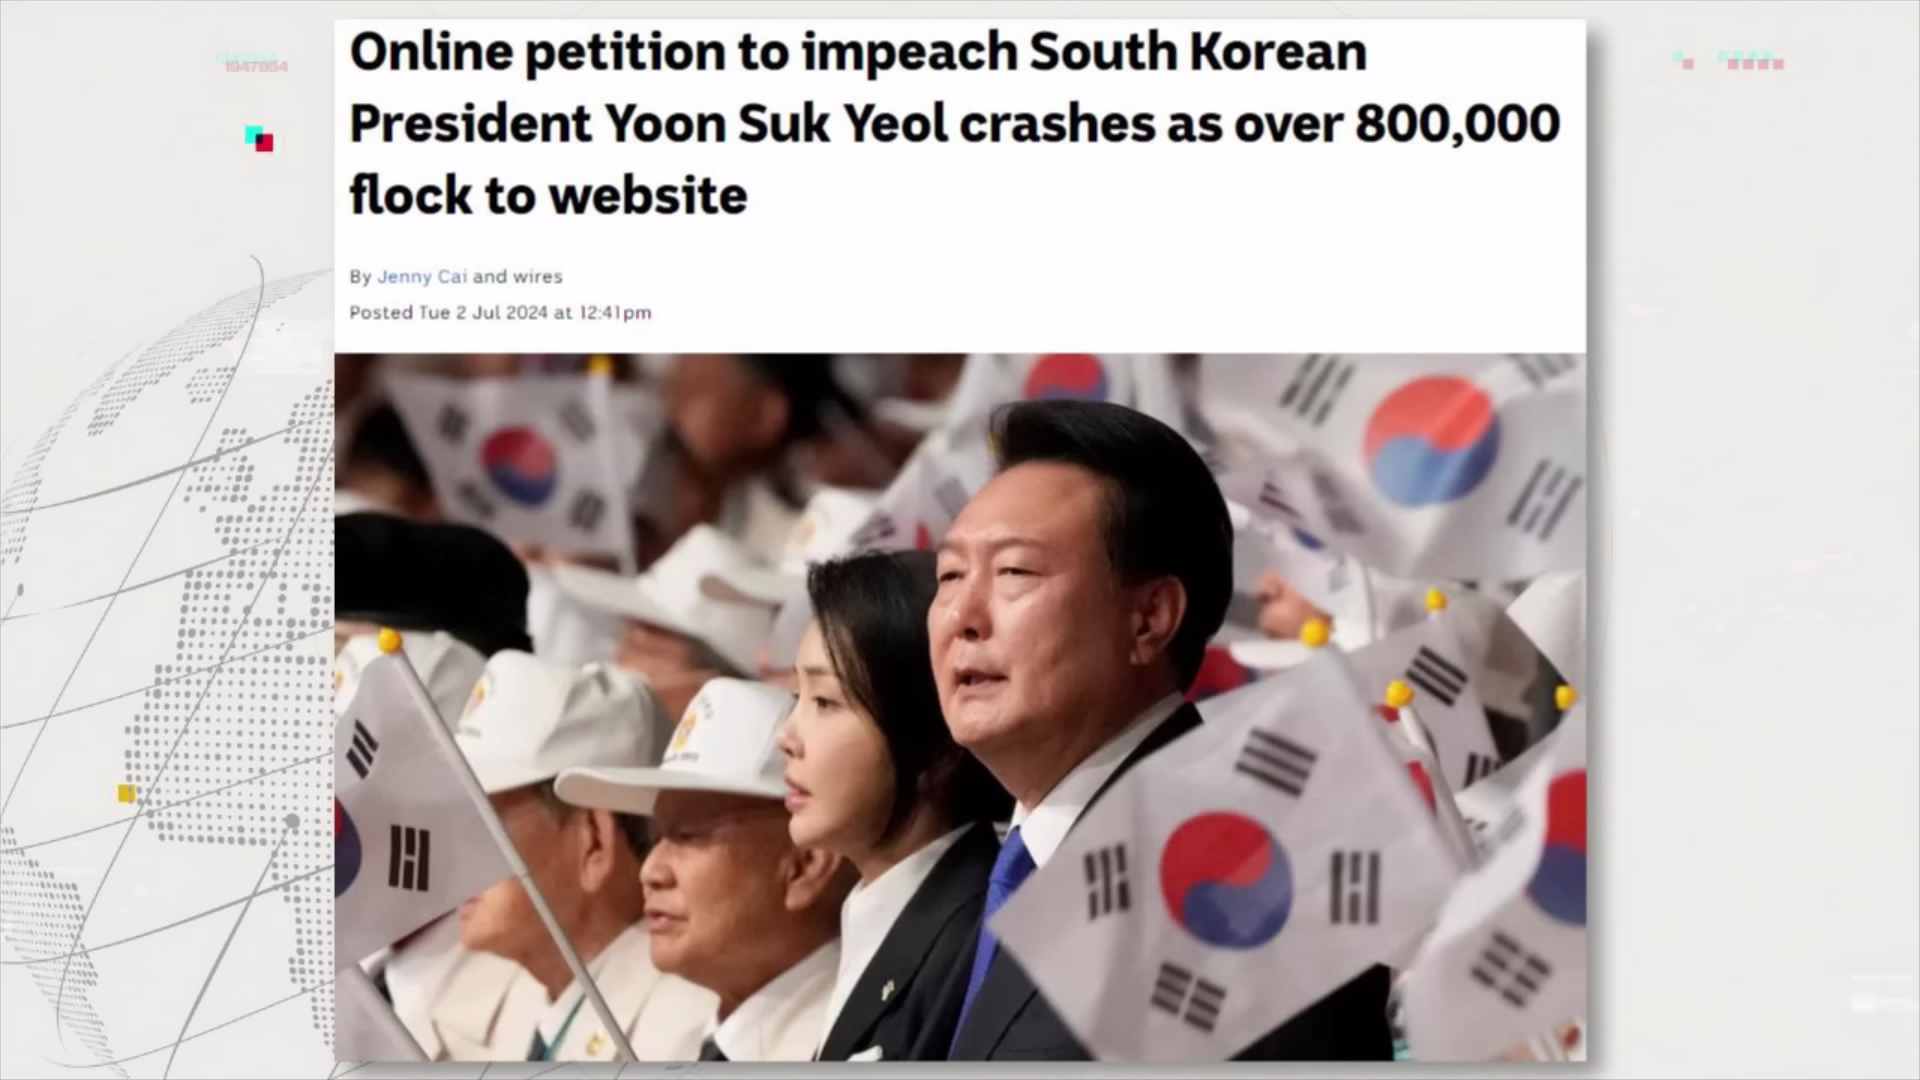 1947954
Online petition to impeach South Korean
President Yoon Suk Yeol crashes as over 800,000
flock to website
By Jenny Cai and wires
Posted Tue 2 Jul 2024 at 12:41pm